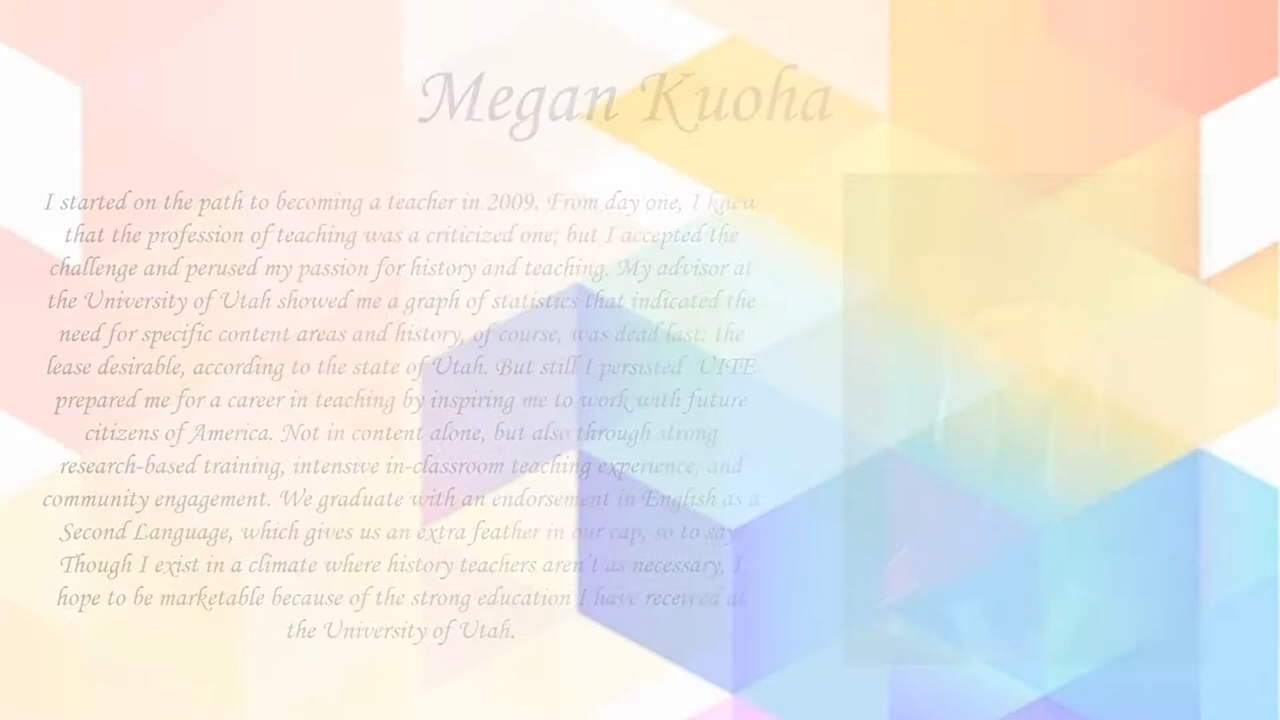 Megan Kuoha
I started on the path to becoming a teacher in 2009. From day one, I knew
that the profession of teaching was a criticized one; but I accepted the
challenge and perused my passion for history and teaching. My advisor at
the University of Utah showed me a graph of statistics that indicated the
need for specific content areas and history, of course, was dead last: the
lease desirable, according to the state of Utah. But still I persisted. UITE
prepared me for a career in teaching by inspiring me to work with future
citizens of America. Not in content alone, but also through strong
research-based training, intensive in-classroom teaching experience, and
community engagement. We graduate with an endorsement in English as a
Second Language, which gives us an extra feather in our cap, so to say.
Though I exist in a climate where history teachers aren't as necessary, I
hope to be marketable because of the strong education I have received at
the University of Utah.